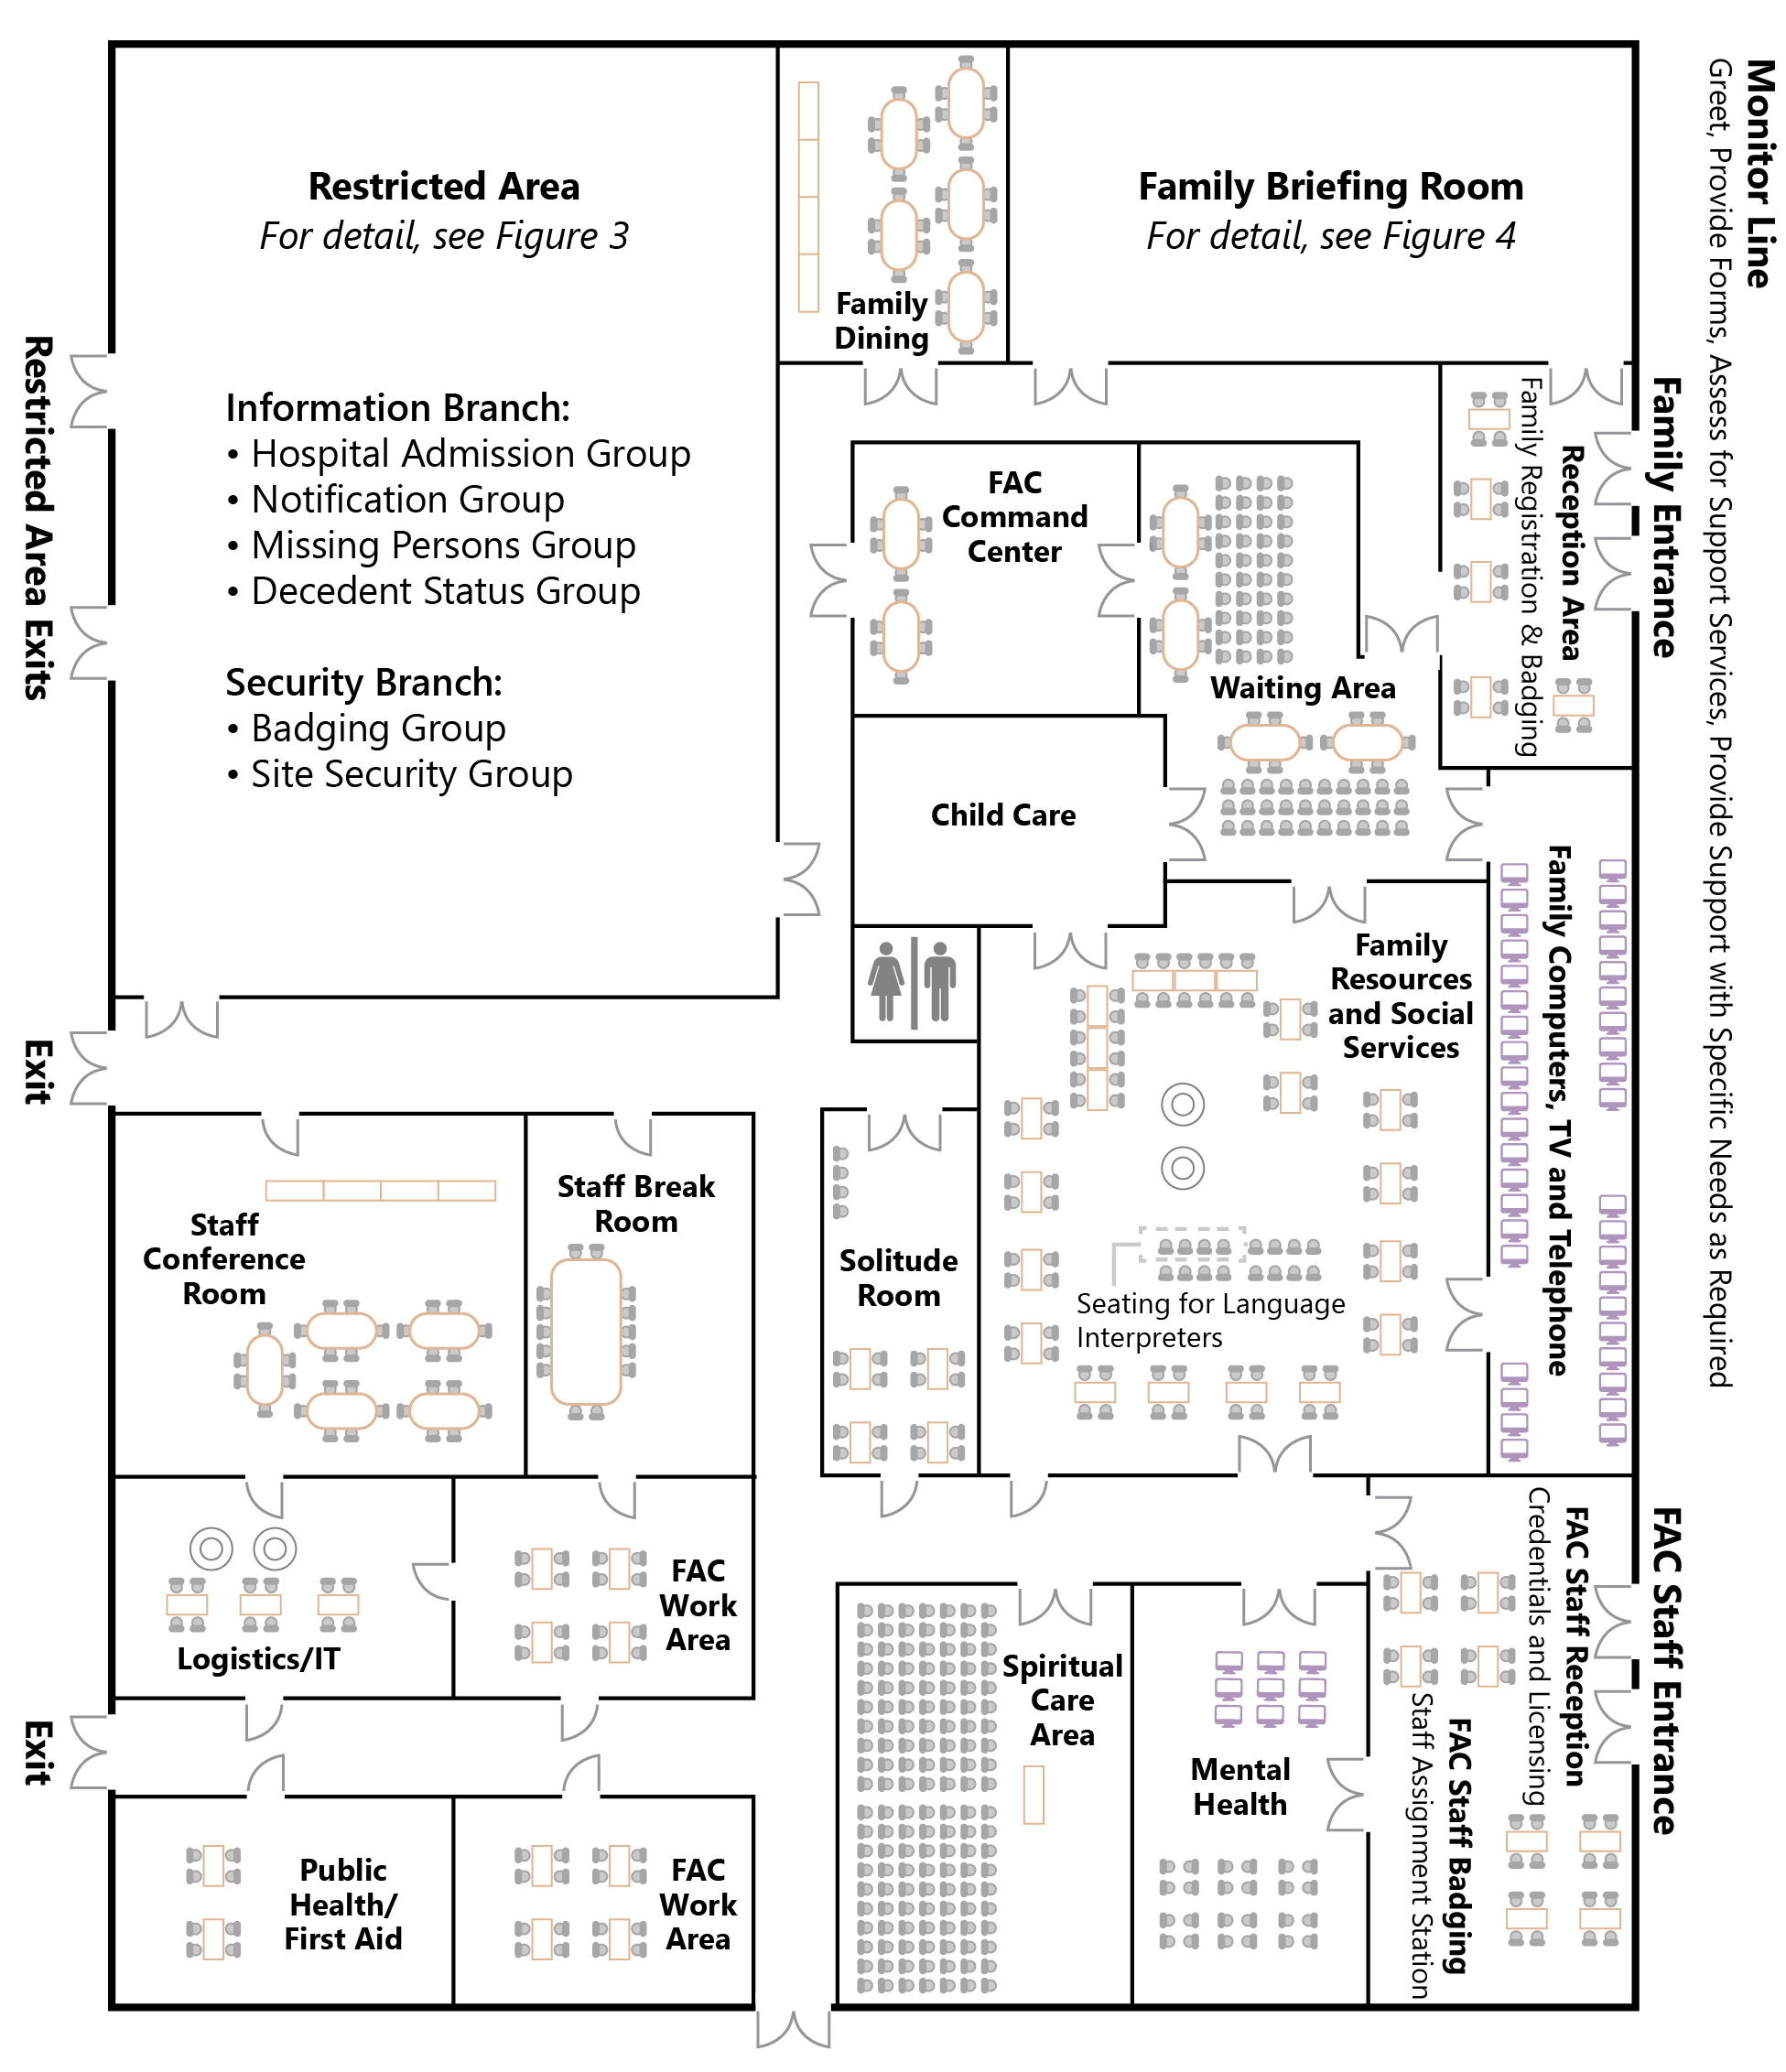 Monitor Line
Greet, Provide Forms, Assess for Support Services, Provide Support with Specific Needs as Required
Restricted Area
For detail, see Figure 3
Information Branch:
• Hospital Admission Group
• Notification Group
• Missing Persons Group
• Decedent Status Group
Security Branch:
• Badging Group
• Site Security Group
Restricted Area Exits
Family
Dining
Family Briefing Room
For detail, see Figure 4
Family Entrance
Reception Area
Family Registration & Badging
FAC
Command
Center
Waiting Area
Child Care
Family
Resources
and Social
Services
Seating for Language
Interpreters
Family Computers, TV and Telephone
Exit
Staff
Conference
Room
Staff Break
Room
Solitude
Room
Logistics/IT
FAC
Work
Area
Exit
Public
Health/
First Aid
FAC
Work
Area
Spiritual
Care
Area
Mental
Health
FAC Staff Entrance
FAC Staff Reception
Credentials and Licensing
FAC Staff Badging
Staff Assignment Station